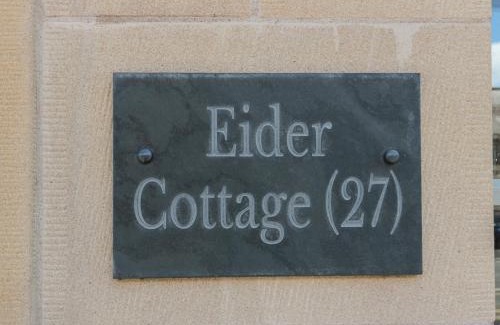 Eider
Cottage (27)